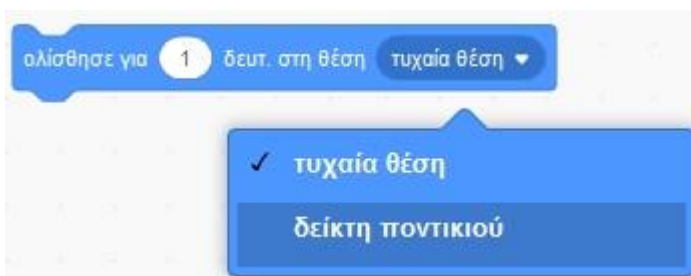 ολίσθησε για 1 δευτ. στη θέση τυχαία θέση
τυχαία θέση
δείκτη ποντικιού